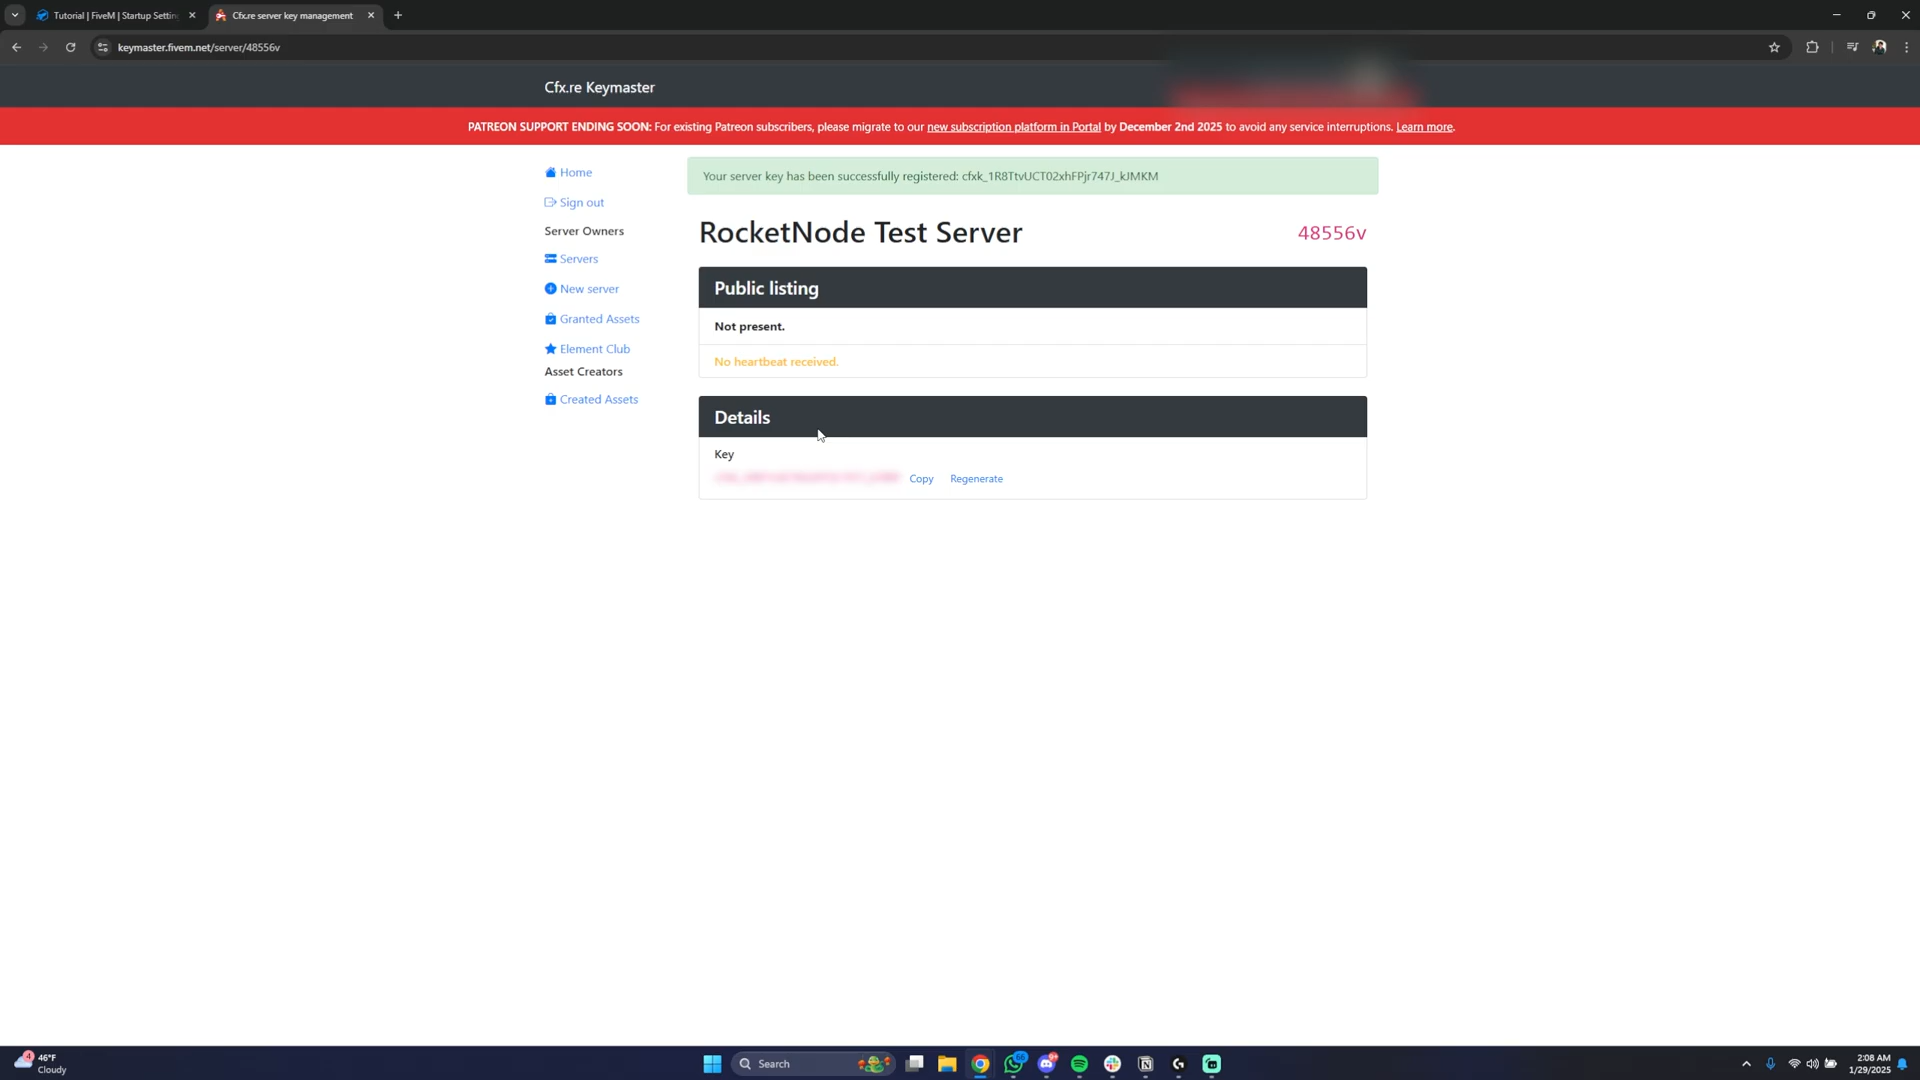 Tutorial | FiveM | Startup Settin
Cfx.re server key management
keymaster.fivem.net/server/48556v
Cfx.re Keymaster
PATREON SUPPORT ENDING SOON: For existing Patreon subscribers, please migrate to our new subscription platform in Portal by December 2nd 2025 to avoid any service interruptions. Learn more.
Home
Sign out
Server Owners
Servers
New server
Granted Assets
Element Club
Asset Creators
Created Assets
Your server key has been successfully registered: cfxk_1R8TtvUCT02xhFPjr747J_kJMKM
RocketNode Test Server
48556v
Public listing
Not present.
No heartbeat received.
Details
Key
Copy Regenerate
4
46°F
Cloudy
Search
66
9+
2:08 AM
1/29/2025